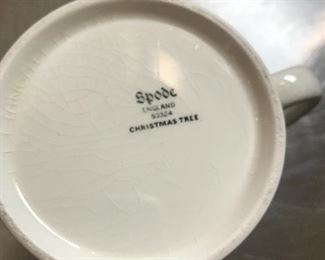 Spode
ENGLAND
S3324
CHRISTMAS TREE